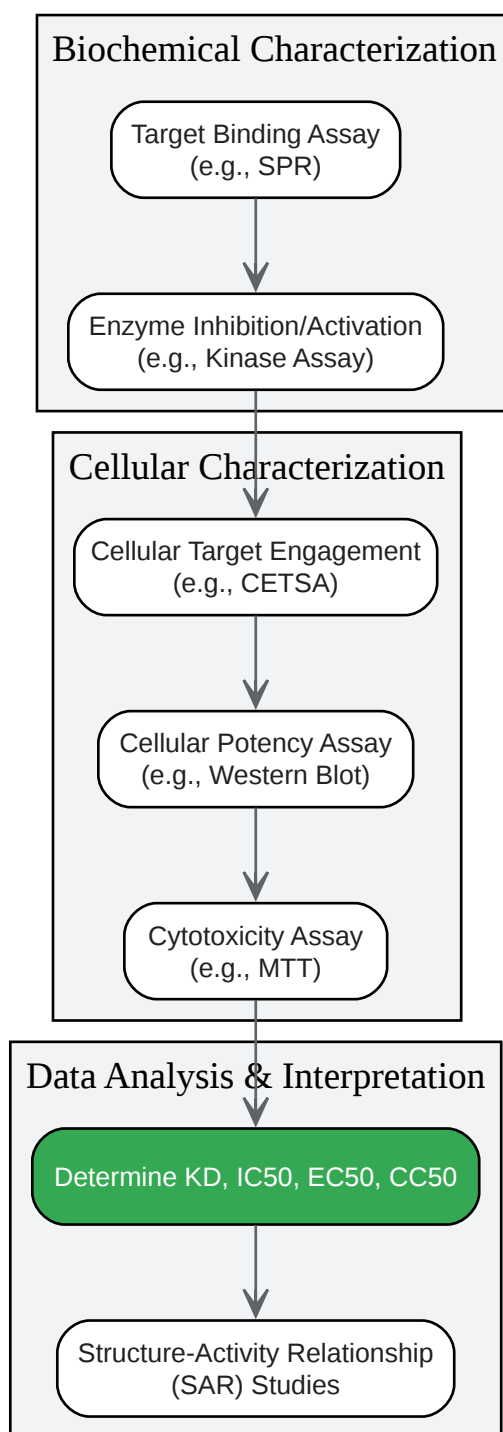 Biochemical Characterization
Target Binding Assay
(e.g., SPR)
Enzyme Inhibition/Activation
(e.g., Kinase Assay)
Cellular Characterization
Cellular Target Engagement
(e.g., CETSA)
Cellular Potency Assay
(e.g., Western Blot)
Cytotoxicity Assay
(e.g., MTT)
Data Analysis & Interpretation
Determine KD, IC50, EC50, CC50
Structure-Activity Relationship
(SAR) Studies